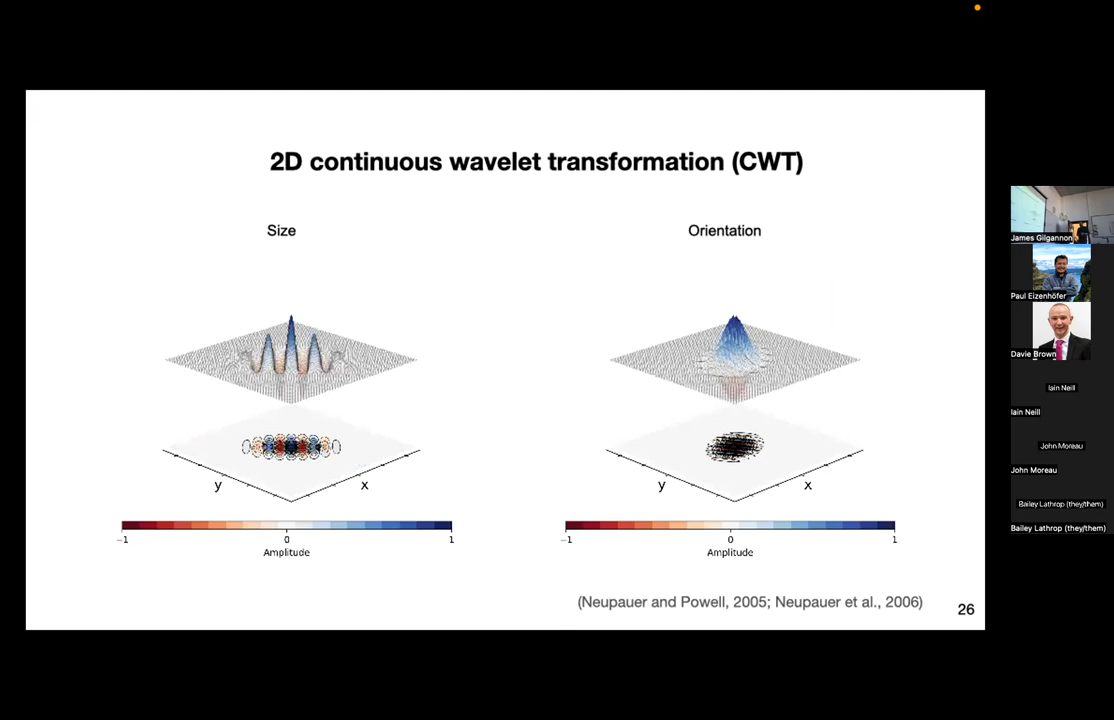 2D continuous wavelet transformation (CWT)
Size
Orientation
y
x
y
x
−1
0
1
Amplitude
−1
0
1
Amplitude
(Neupauer and Powell, 2005; Neupauer et al., 2006)
26
James Gilgannon
Paul Eizenhöfer
Davie Brown
Iain Neill
Iain Neill
John Moreau
John Moreau
Bailey Lathrop (they/them)
Bailey Lathrop (they/them)